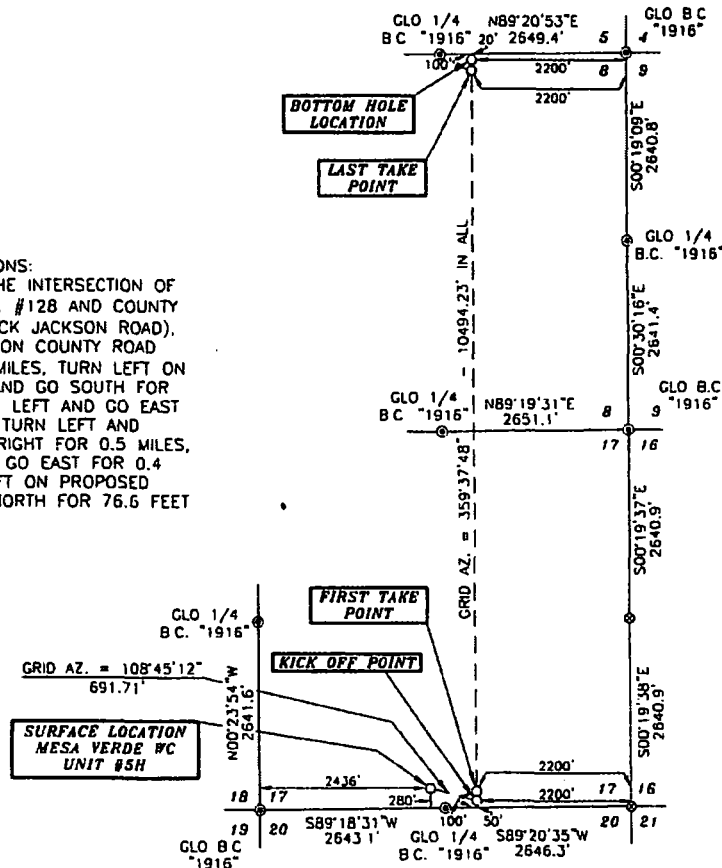 GLO 1/4
B C "1916"
N89°20'53"E
2649.4'
20'
100'
GLO B C
"1916"
5 4
8 9
2200'
2200'
BOTTOM HOLE
LOCATION
LAST TAKE
POINT
S00°19'09"E
2640.8'
GLO 1/4
B.C. "1916"
ONS:
HE INTERSECTION OF
#128 AND COUNTY
CK JACKSON ROAD),
ON COUNTY ROAD
MILES, TURN LEFT ON
AND GO SOUTH FOR
LEFT AND GO EAST
TURN LEFT AND
RIGHT FOR 0.5 MILES,
GO EAST FOR 0.4
FT ON PROPOSED
NORTH FOR 76.6 FEET
GRID AZ. = 359°37'48" - 10494.23' IN ALL
S00°30'16"E
2641.4'
GLO 1/4
B C "1916"
N89°19'31"E
2651.1'
GLO B.C
"1916"
8 9
17 16
S00°19'37"E
2640.9'
FIRST TAKE
POINT
KICK OFF POINT
GLO 1/4
B C. "1916"
GRID AZ. = 108°45'12"
691.71'
N00°23'54"W
2641.6'
SURFACE LOCATION
MESA VERDE WC
UNIT #5H
S00°19'38"E
2640.9'
2436'
280'
2200'
2200'
18 17
19 20
17 16
20 21
100' 50'
GLO B C
"1916"
S89°18'31"W
2643 1'
GLO 1/4
B C. "1916"
S89°20'35"W
2646.3'